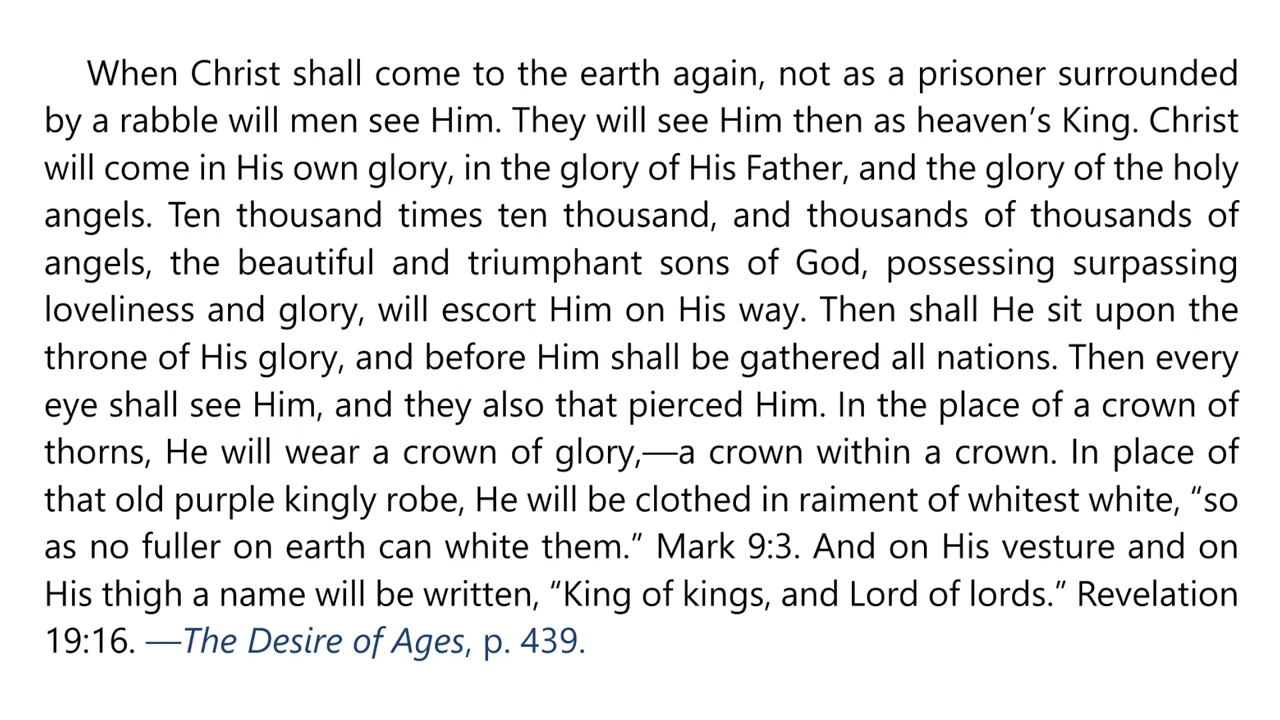 When Christ shall come to the earth again, not as a prisoner surrounded
by a rabble will men see Him. They will see Him then as heaven’s King. Christ
will come in His own glory, in the glory of His Father, and the glory of the holy
angels. Ten thousand times ten thousand, and thousands of thousands of
angels, the beautiful and triumphant sons of God, possessing surpassing
loveliness and glory, will escort Him on His way. Then shall He sit upon the
throne of His glory, and before Him shall be gathered all nations. Then every
eye shall see Him, and they also that pierced Him. In the place of a crown of
thorns, He will wear a crown of glory,—a crown within a crown. In place of
that old purple kingly robe, He will be clothed in raiment of whitest white, “so
as no fuller on earth can white them.” Mark 9:3. And on His vesture and on
His thigh a name will be written, “King of kings, and Lord of lords.” Revelation
19:16. —The Desire of Ages, p. 439.